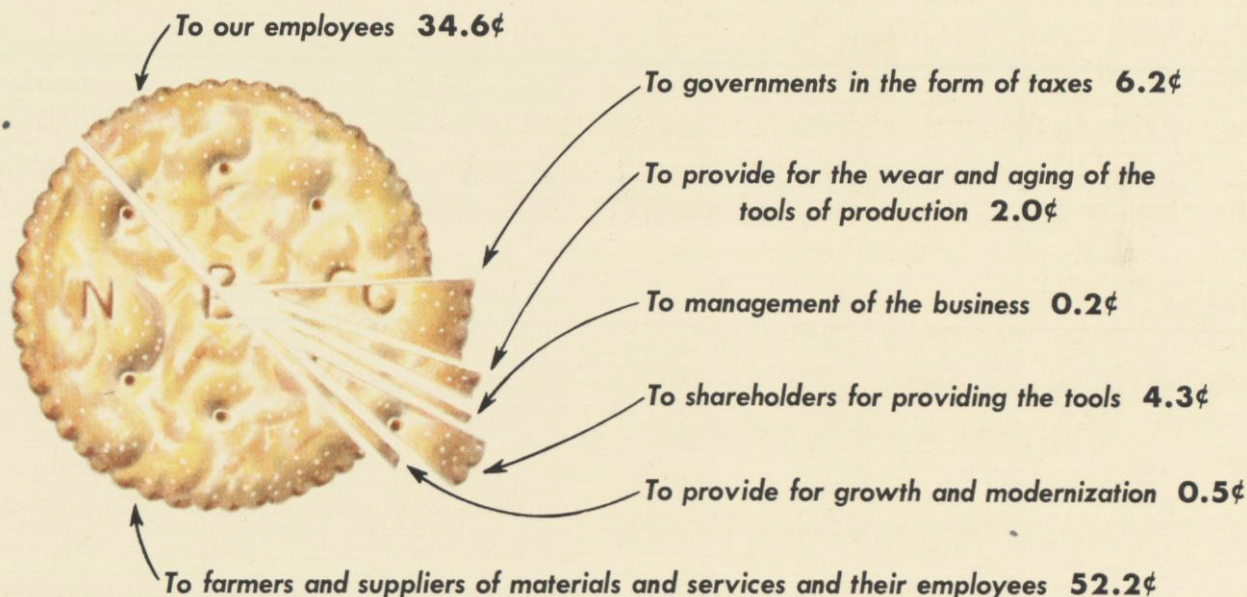 To our employees 34.6¢
To governments in the form of taxes 6.2¢
To provide for the wear and aging of the
tools of production 2.0¢
To management of the business 0.2¢
To shareholders for providing the tools 4.3¢
To provide for growth and modernization 0.5¢
To farmers and suppliers of materials and services and their employees 52.2¢
N B C